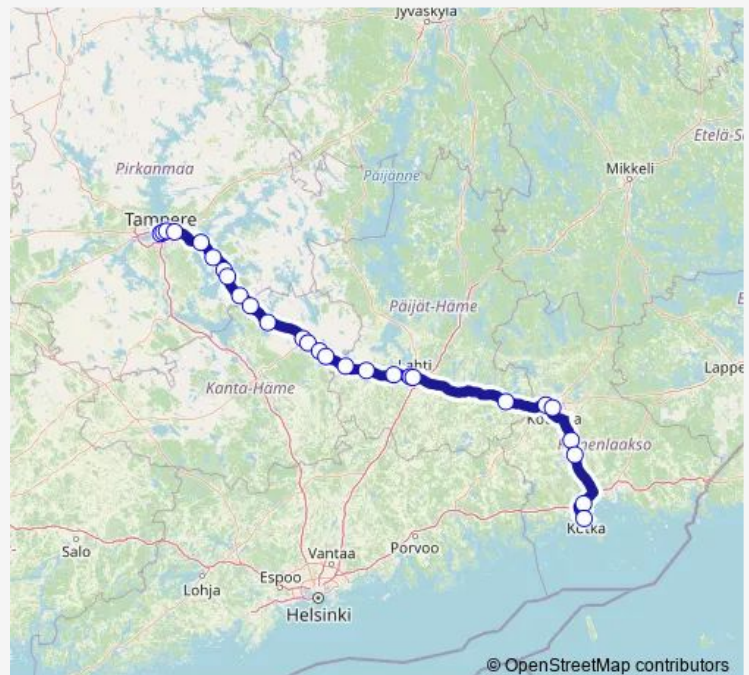 Jyväskylä
Etelä-S
Pirkanmaa
Päijänne
Mikkeli
Tampere
Päijät-Häme
Lahti
Lappe
Kanta-Häme
Kotka
Salo
Vantaa
Porvoo
Espoo
Lohja
Helsinki
© OpenStreetMap contributors